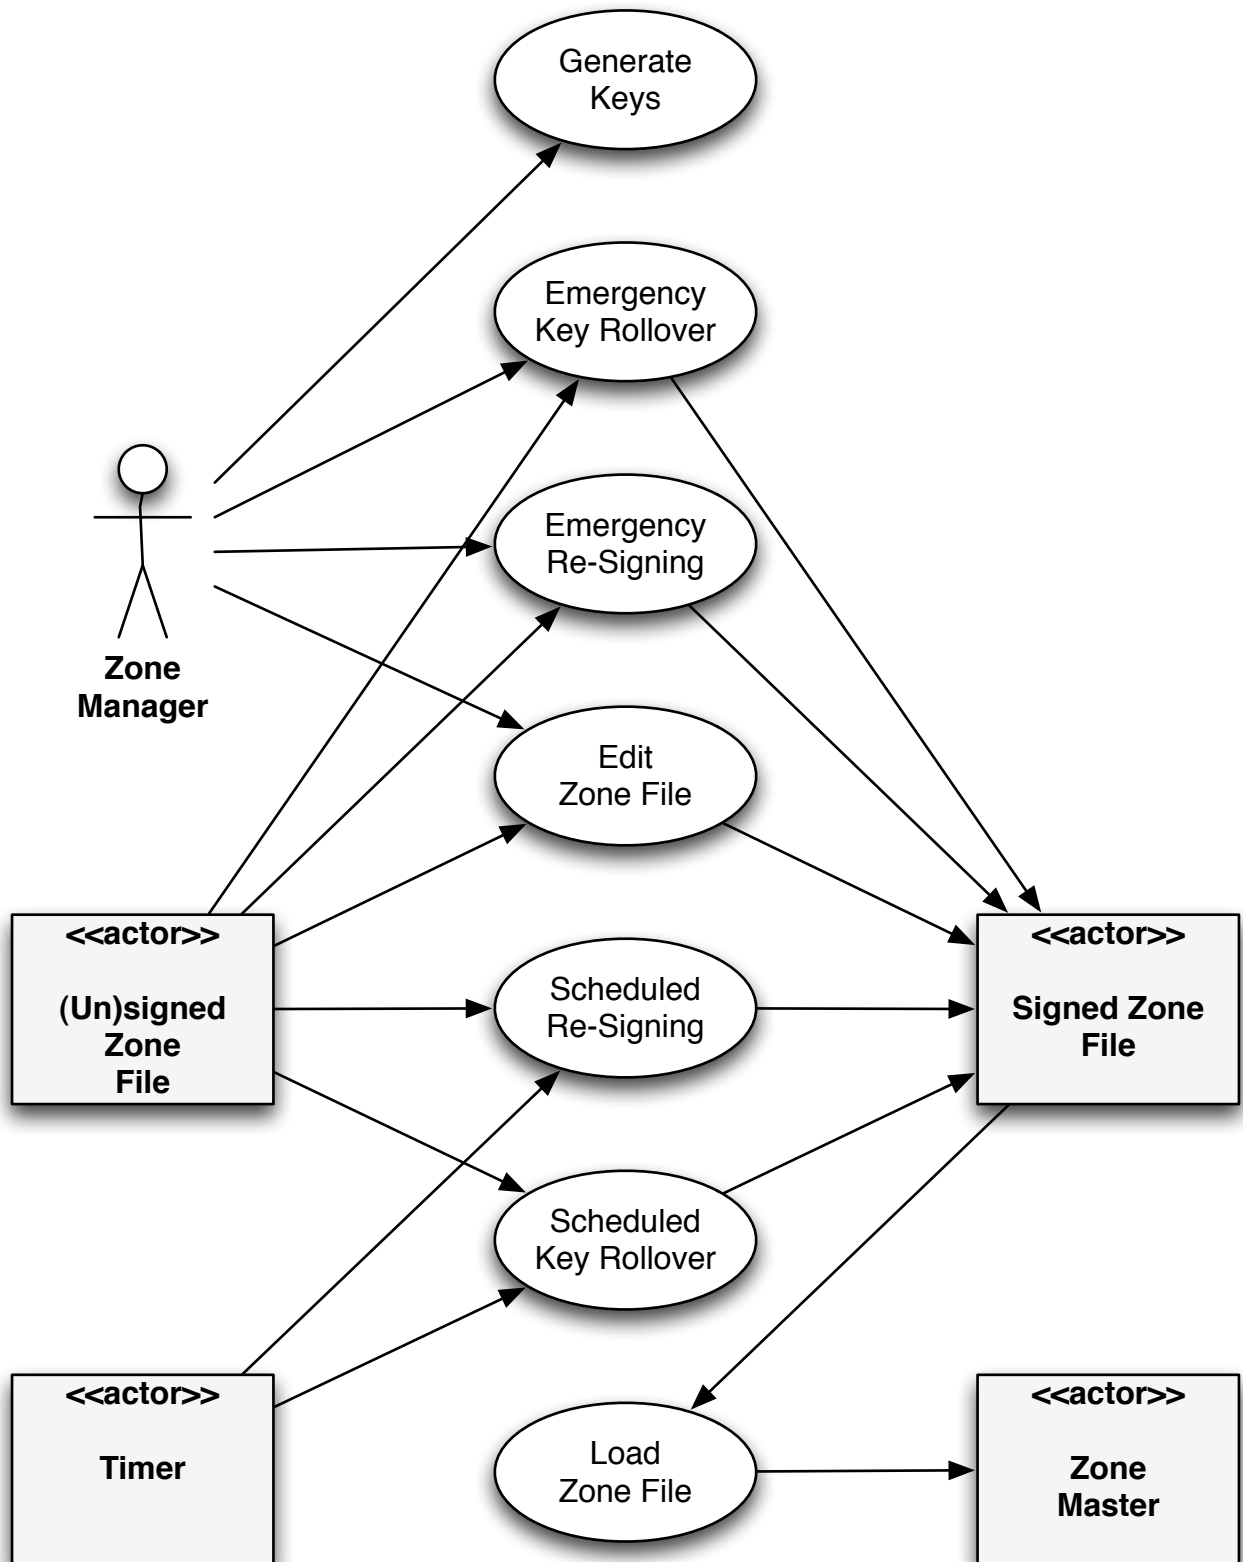 Generate
Keys
Emergency
Key Rollover
Emergency
Re-Signing
Zone
Manager
Edit
Zone File
<<actor>>
(Un)signed
Zone
File
Scheduled
Re-Signing
<<actor>>
Signed Zone
File
Scheduled
Key Rollover
<<actor>>
Timer
Load
Zone File
<<actor>>
Zone
Master